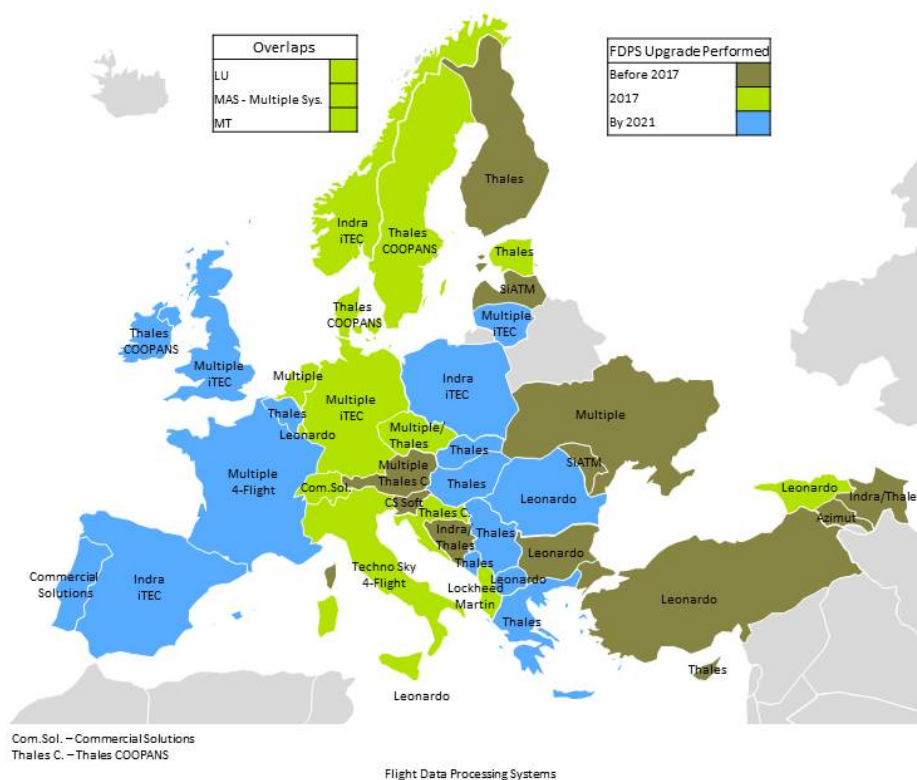 Overlaps
LU
MAS - Multiple Sys.
MT
FDPS Upgrade Performed
Before 2017
2017
By 2021
Thales
Indra
iTEC
Thales
COOPANS
Thales
SiATM
Multiple
iTEC
Thales
COOPANS
Thales
COOPANS
Multiple
iTEC
Multiple
Multiple
iTEC
Indra
iTEC
Thales
Leonardo
Multiple/
Thales
Multiple
Thales
Multiple
4-Flight
Multiple
Thales C
SiATM
Com.Sol.
Thales
Leonardo
CS Soft
Thales C.
Leonardo
Indra/Thale
Azimut
Indra/
Thales
Thales
Leonardo
Thales
Commercial
Solutions
Indra
iTEC
Techno Sky
4-Flight
Leonardo
Lockheed
Martin
Leonardo
Thales
Thales
Leonardo
Com.Sol. – Commercial Solutions
Thales C. – Thales COOPANS
Flight Data Processing Systems